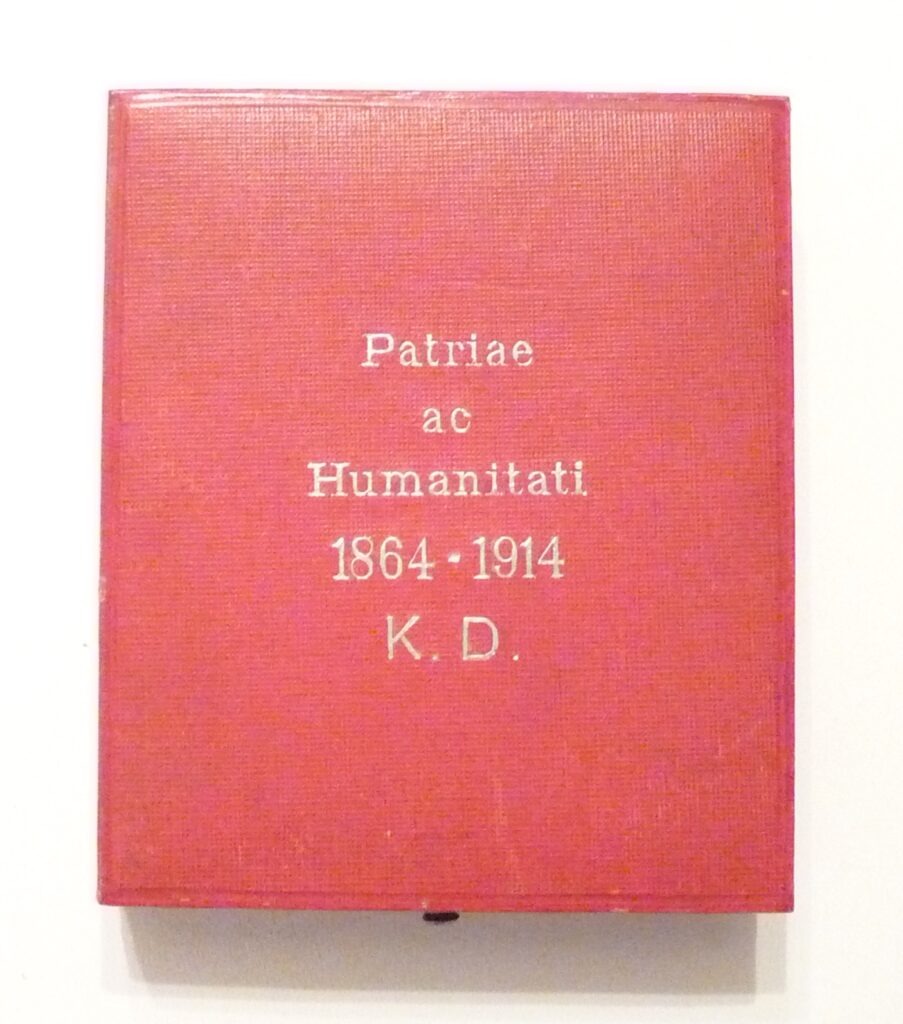 Patriae
ac
Humanitati
1864-1914
K. D.